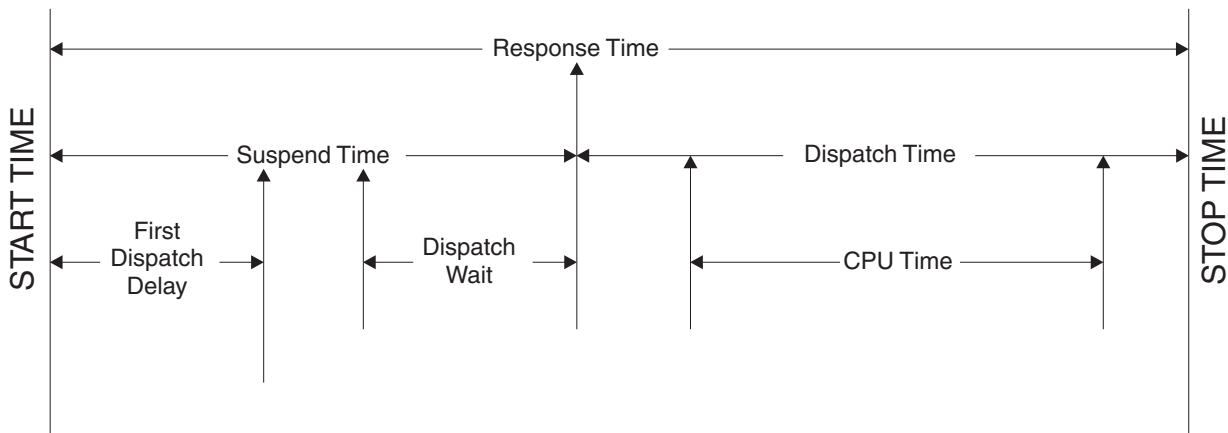 Response Time
START TIME
Suspend Time
Dispatch Time
STOP TIME
First
Dispatch
Delay
Dispatch
Wait
CPU Time